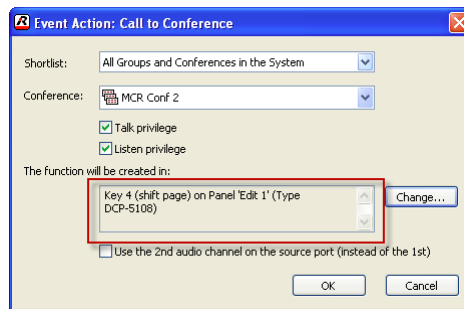 Event Action: Call to Conference
Shortlist: All Groups and Conferences in the System
Conference: MCR Conf 2
Talk privilege
Listen privilege
The function will be created in:
Key 4 (shift page) on Panel 'Edit 1' (Type
DCP-5108)
Change...
Use the 2nd audio channel on the source port (instead of the 1st)
OK Cancel